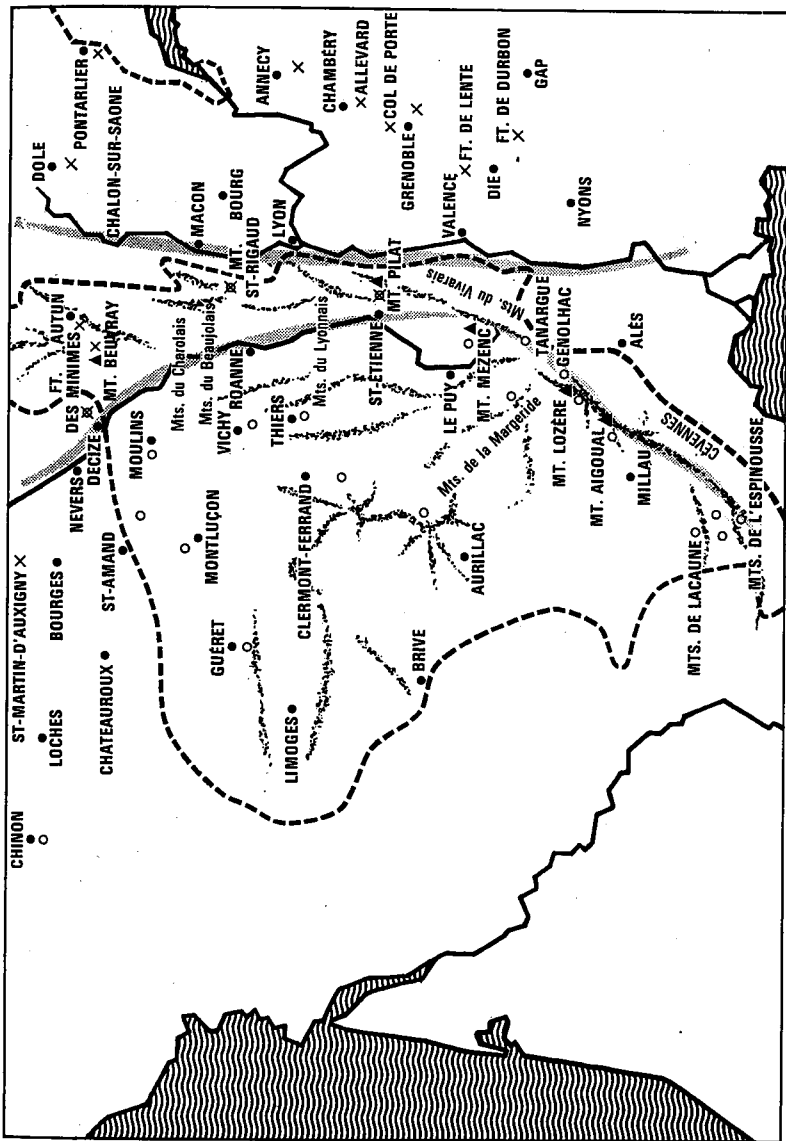 CHINON
ST-MARTIN-D'AUXIGNY
LOCHES
BOURGES
CHATEAUROUX
ST-AMAND
NEVERS
DECIZE
FT.
DES MINIMES
AUTUN
MT. BEUVRAY
MOULINS
DOLE
PONTARLIER
CHALON-SUR-SAONE
Mts. du Charolais
Mts. du Beaujolais
MACON
BOURG
MT.
ST-RIGAUD
MONTLUÇON
VICHY
ROANNE
GUÉRET
LIMOGES
CLERMONT-FERRAND
THIERS
Mts. du Lyonnais
LYON
ANNECY
CHAMBÉRY
ALLEVARD
COL DE PORTE
GRENOBLE
ST-ÉTIENNE
MT. PILAT
BRIVE
AURILLAC
Mts. de la Margeride
LE PUY
MT. MÉZENC
Mts. du Vivarais
VALENCE
FT. DE LENTE
DIE
FT. DE DURBON
GAP
TANARGUE
GENOLHAC
MT. LOZÈRE
MT. AIGOUAL
NYONS
MILLAU
ALÈS
CÉVENNES
MTS. DE LACAUNE
MTS. DE L'ESPINOUSSE